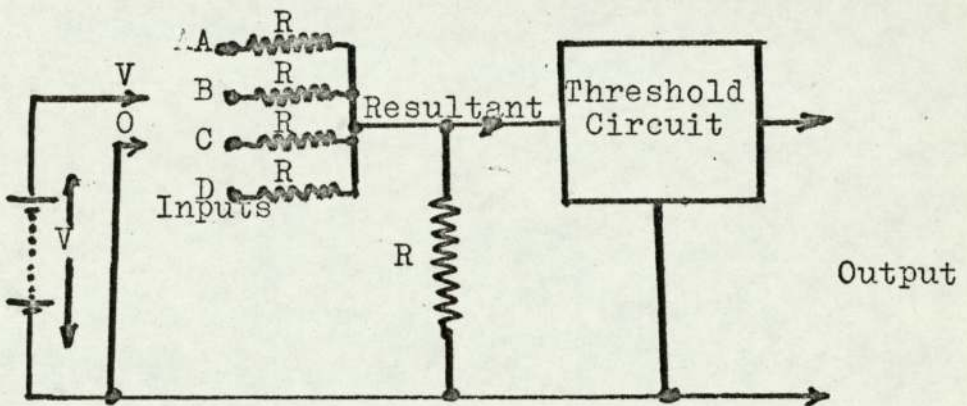 A R
V B R
O Resultant Threshold
C R Circuit
D R
Inputs
V
R
Output